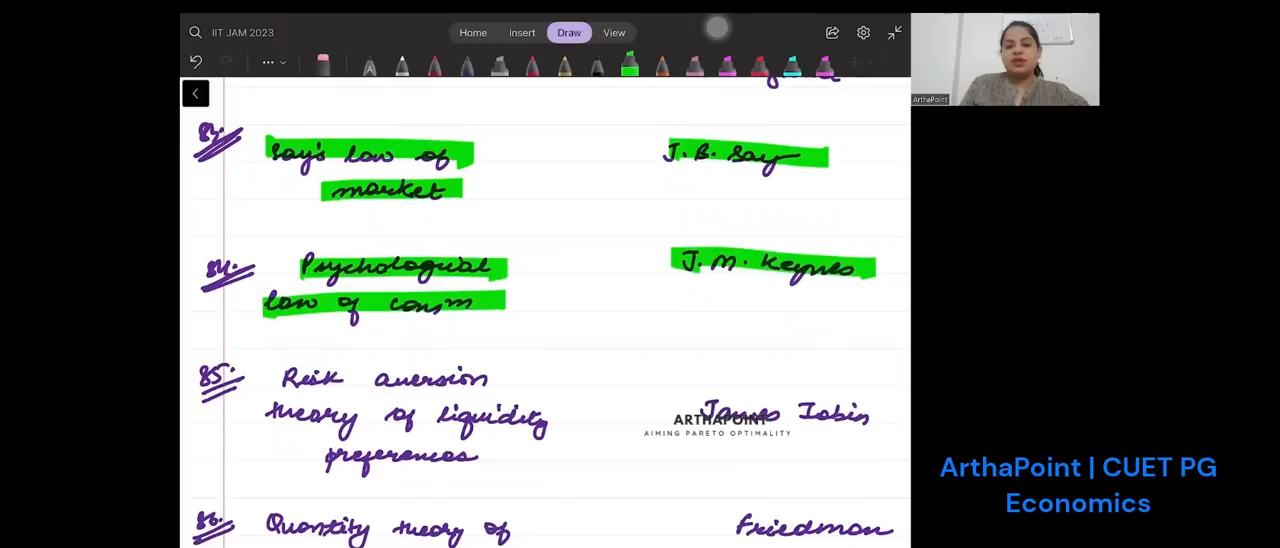 IIT JAM 2023
Home Insert Draw View
ArthaPoint
83. Say's law of J. B. Say
market
84. Psychological J. M. Keynes
law of consm
85. Risk aversion
theory of liquidity James Tobin
ARTHAPOINT
AIMING PARETO OPTIMALITY
preferences
86. Quantity theory of Friedman
ArthaPoint | CUET PG
Economics